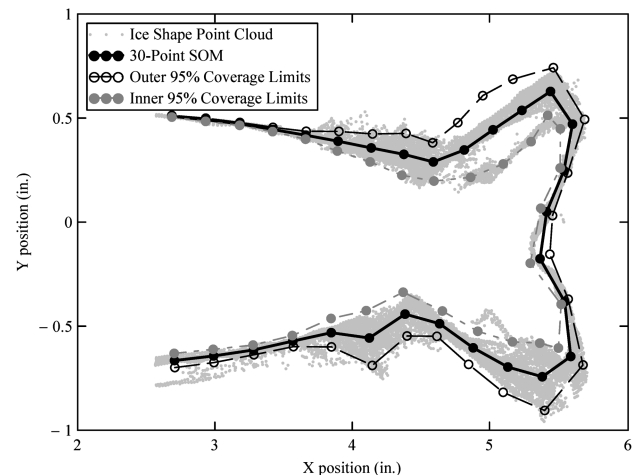 1
Ice Shape Point Cloud
30-Point SOM
Outer 95% Coverage Limits
Inner 95% Coverage Limits
0.5
0
− 0.5
− 1
Y position (in.)
2 3 4 5 6
X position (in.)